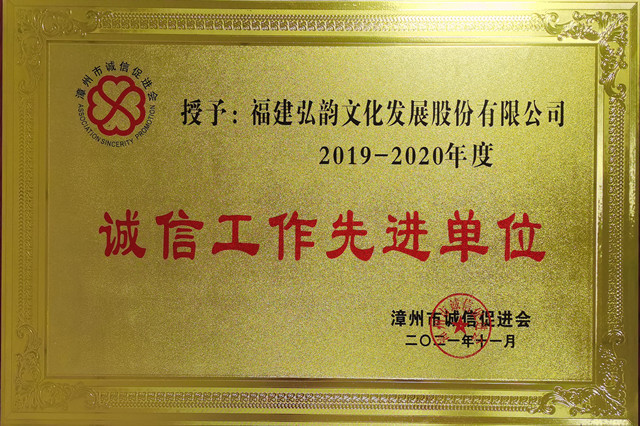 漳州市诚信促进会
ASSOCIATION SINCERITY PROMOTION
授予：福建弘韵文化发展股份有限公司
2019-2020年度
诚信工作先进单位
漳州市诚信促进会
二〇二一年十一月